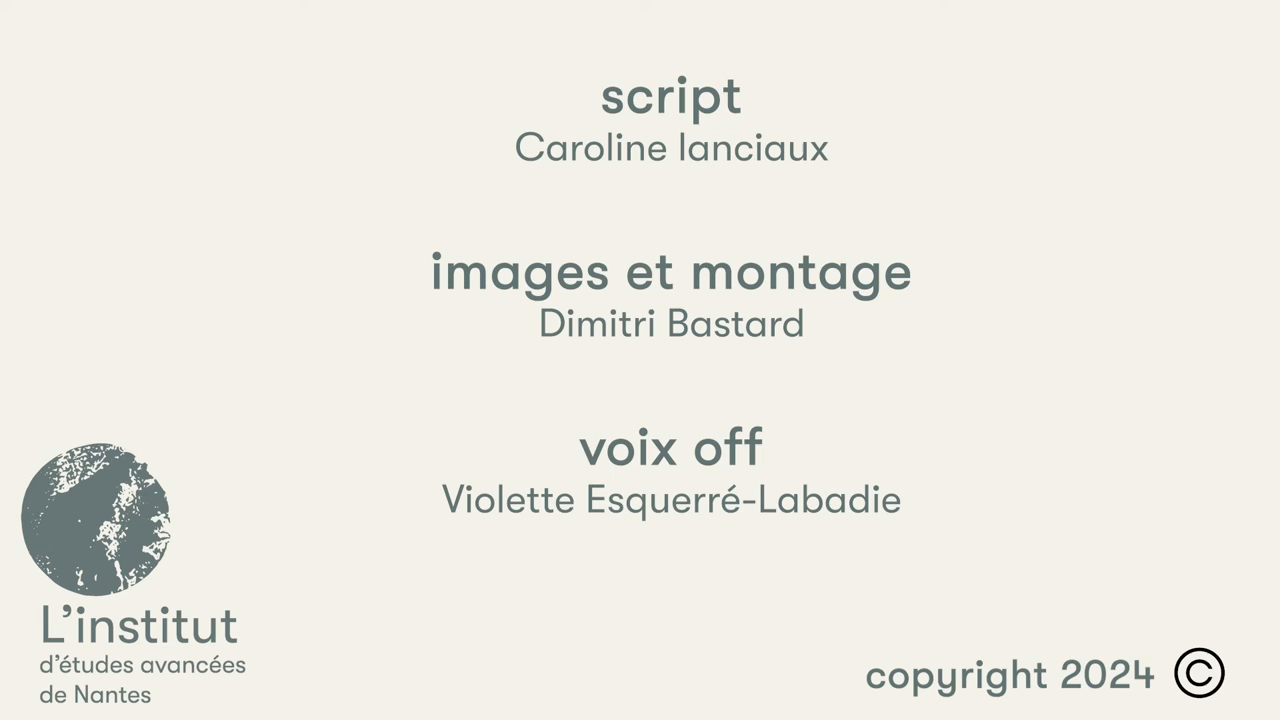 script
Caroline lanciaux
images et montage
Dimitri Bastard
voix off
Violette Esquerré-Labadie
L'institut
d'études avancées
de Nantes
copyright 2024 ©